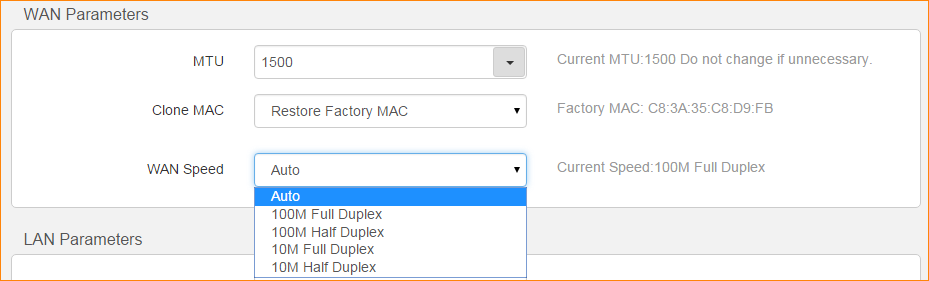 WAN Parameters
MTU 1500 Current MTU:1500 Do not change if unnecessary.
Clone MAC Restore Factory MAC Factory MAC: C8:3A:35:C8:D9:FB
WAN Speed Auto Current Speed:100M Full Duplex
Auto
100M Full Duplex
100M Half Duplex
10M Full Duplex
10M Half Duplex
LAN Parameters